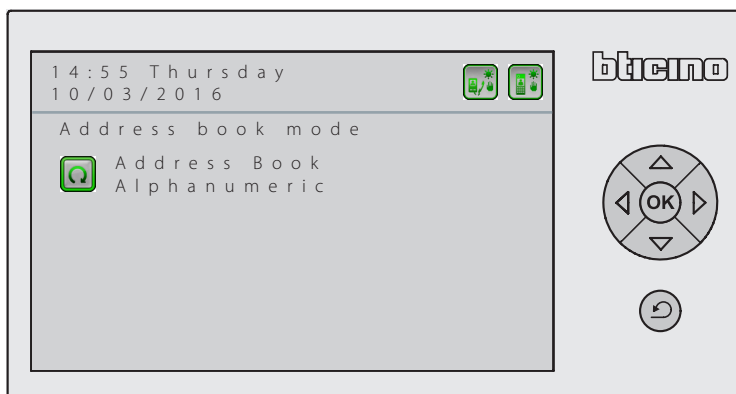 14:55 Thursday
10/03/2016
bticino
Address book mode
Address Book
Alphanumeric
OK